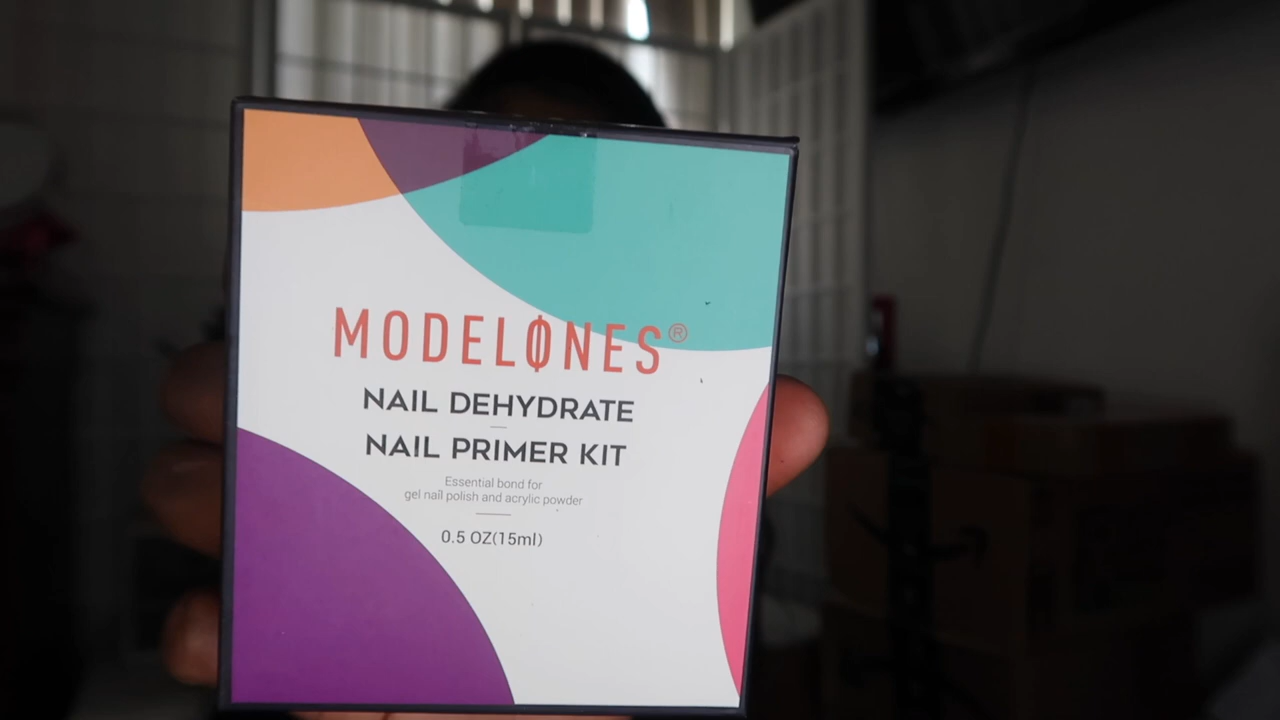 MODELØNES®
NAIL DEHYDRATE
NAIL PRIMER KIT
Essential bond for
gel nail polish and acrylic powder
0.5 OZ(15ml)